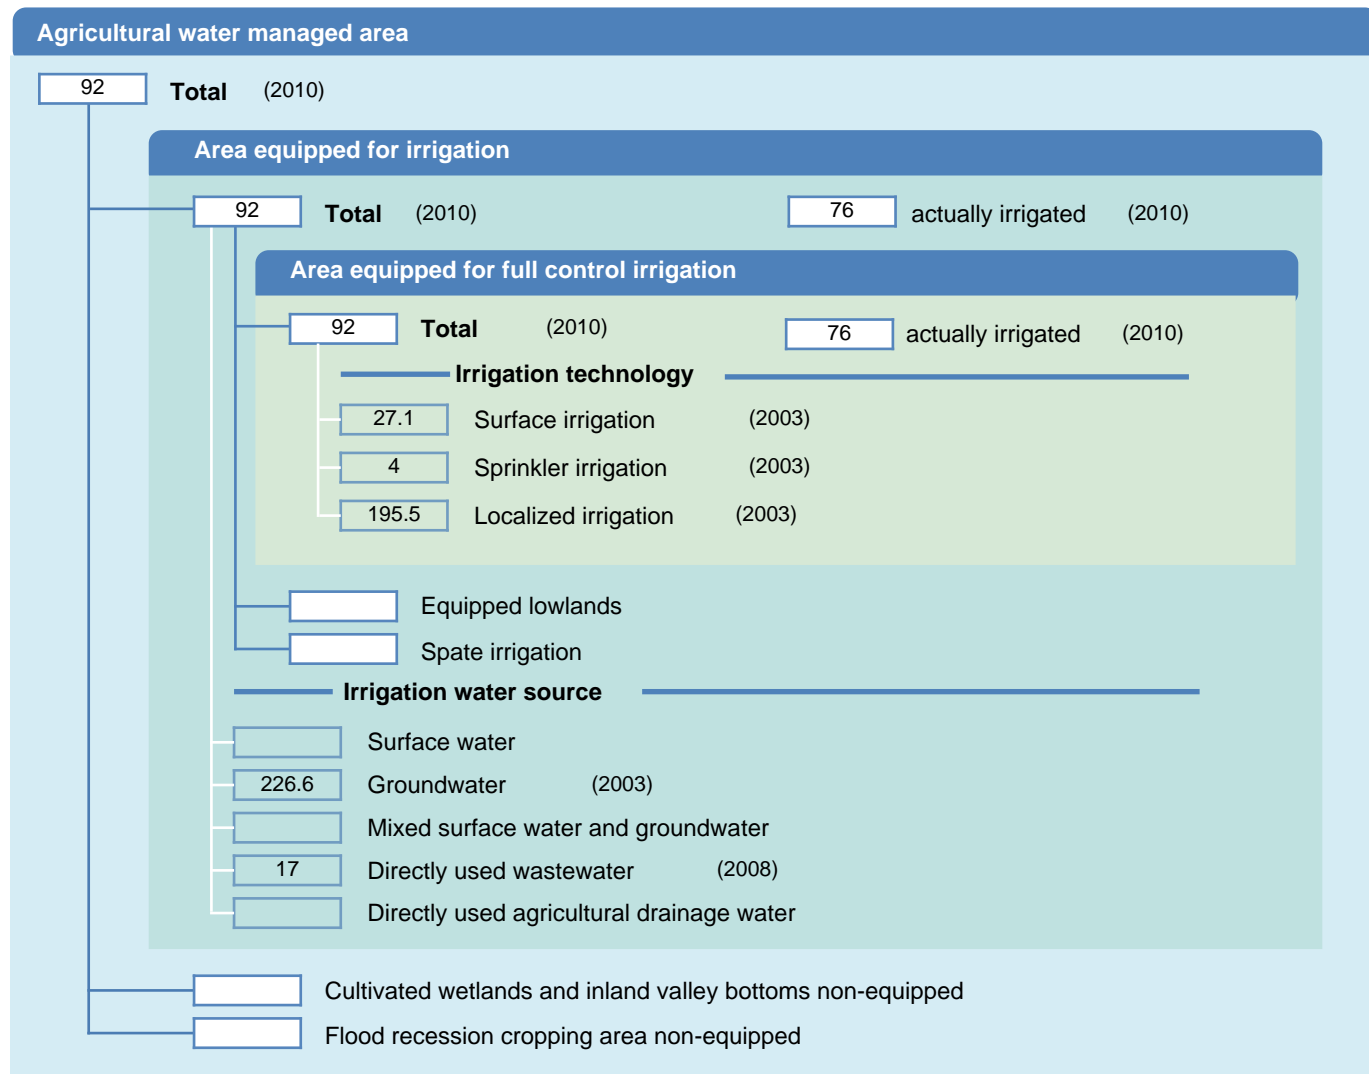 Agricultural water managed area
92 Total (2010)
Area equipped for irrigation
92 Total (2010) 76 actually irrigated (2010)
Area equipped for full control irrigation
92 Total (2010) 76 actually irrigated (2010)
Irrigation technology
27.1 Surface irrigation (2003)
4 Sprinkler irrigation (2003)
195.5 Localized irrigation (2003)
Equipped lowlands
Spate irrigation
Irrigation water source
Surface water
226.6 Groundwater (2003)
Mixed surface water and groundwater
17 Directly used wastewater (2008)
Directly used agricultural drainage water
Cultivated wetlands and inland valley bottoms non-equipped
Flood recession cropping area non-equipped